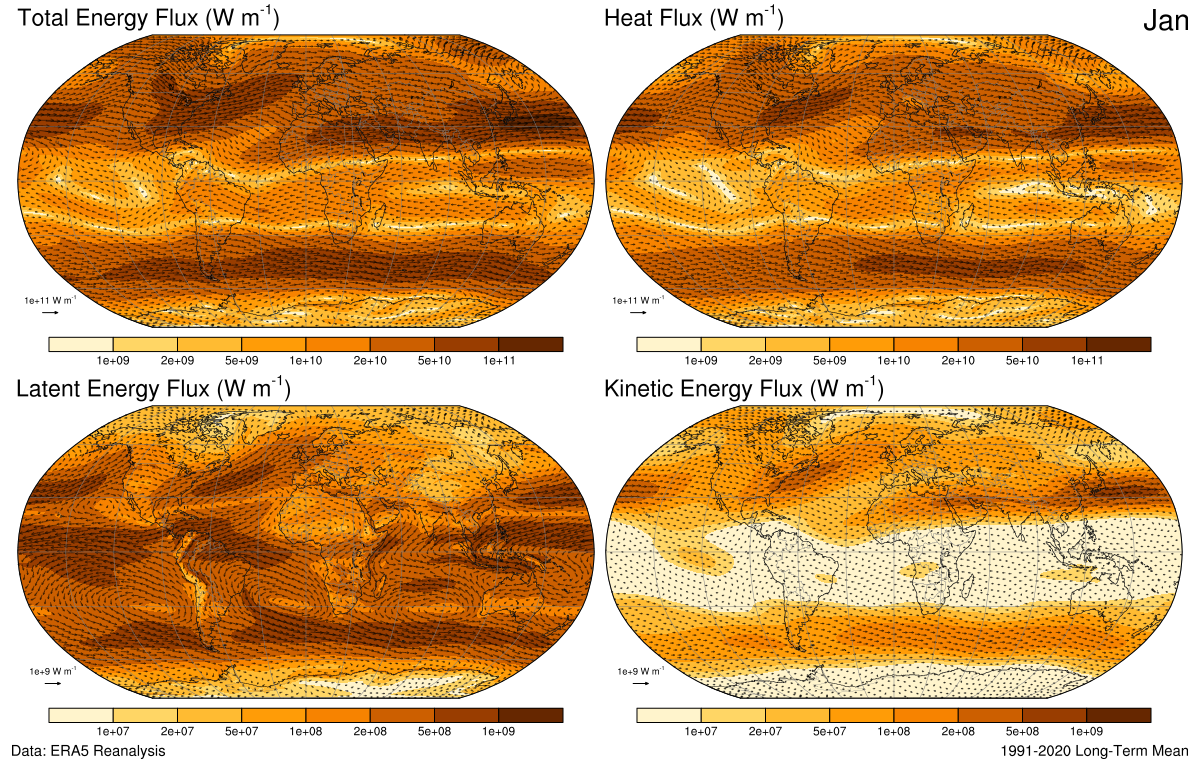 Total Energy Flux (W m-1)
Heat Flux (W m-1)
Jan
1e+11 W m-1
1e+11 W m-1
1e+09 2e+09 5e+09 1e+10 2e+10 5e+10 1e+11
1e+09 2e+09 5e+09 1e+10 2e+10 5e+10 1e+11
Latent Energy Flux (W m-1)
Kinetic Energy Flux (W m-1)
1e+9 W m-1
1e+9 W m-1
1e+07 2e+07 5e+07 1e+08 2e+08 5e+08 1e+09
1e+07 2e+07 5e+07 1e+08 2e+08 5e+08 1e+09
Data: ERA5 Reanalysis
1991-2020 Long-Term Mean